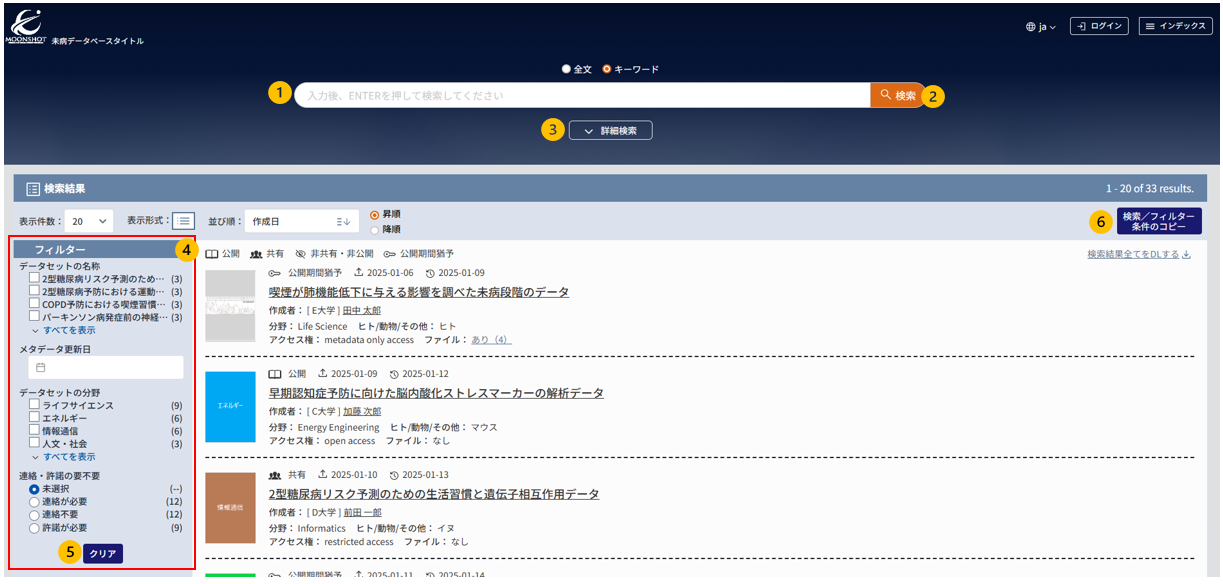 MOONSHOT 未病データベースタイトル
ja
ログイン
インデックス
全文 キーワード
1
入力後、ENTERを押して検索してください
検索
2
3
詳細検索
検索結果
1 - 20 of 33 results.
表示件数： 20
表示形式：
並び順： 作成日
昇順
降順
6
検索／フィルター
条件のコピー
フィルター
4
データセットの名称
2型糖尿病リスク予測のため… (3)
2型糖尿病予防における運動… (3)
COPD予防における喫煙習慣… (3)
パーキンソン病発症前の神経… (3)
すべてを表示
メタデータ更新日
データセットの分野
ライフサイエンス (9)
エネルギー (6)
情報通信 (6)
人文・社会 (3)
すべてを表示
連絡・許諾の要不要
未選択 (--)
連絡が必要 (12)
連絡不要 (12)
許諾が必要 (9)
5
クリア
公開 共有 非共有・非公開 公開期間猶予
検索結果全てをDLする
公開期間猶予 2025-01-06 2025-01-09
喫煙が肺機能低下に与える影響を調べた未病段階のデータ
作成者：［E大学］田中 太郎
分野： Life Science ヒト/動物/その他： ヒト
アクセス権： metadata only access ファイル： あり（4）
公開 2025-01-09 2025-01-12
エネルギー
早期認知症予防に向けた脳内酸化ストレスマーカーの解析データ
作成者：［C大学］加藤 次郎
分野： Energy Engineering ヒト/動物/その他： マウス
アクセス権： open access ファイル： なし
共有 2025-01-10 2025-01-13
情報通信
2型糖尿病リスク予測のための生活習慣と遺伝子相互作用データ
作成者：［D大学］前田 一郎
分野： Informatics ヒト/動物/その他： イヌ
アクセス権： restricted access ファイル： なし
公開期間猶予 2025-01-11 2025-01-14